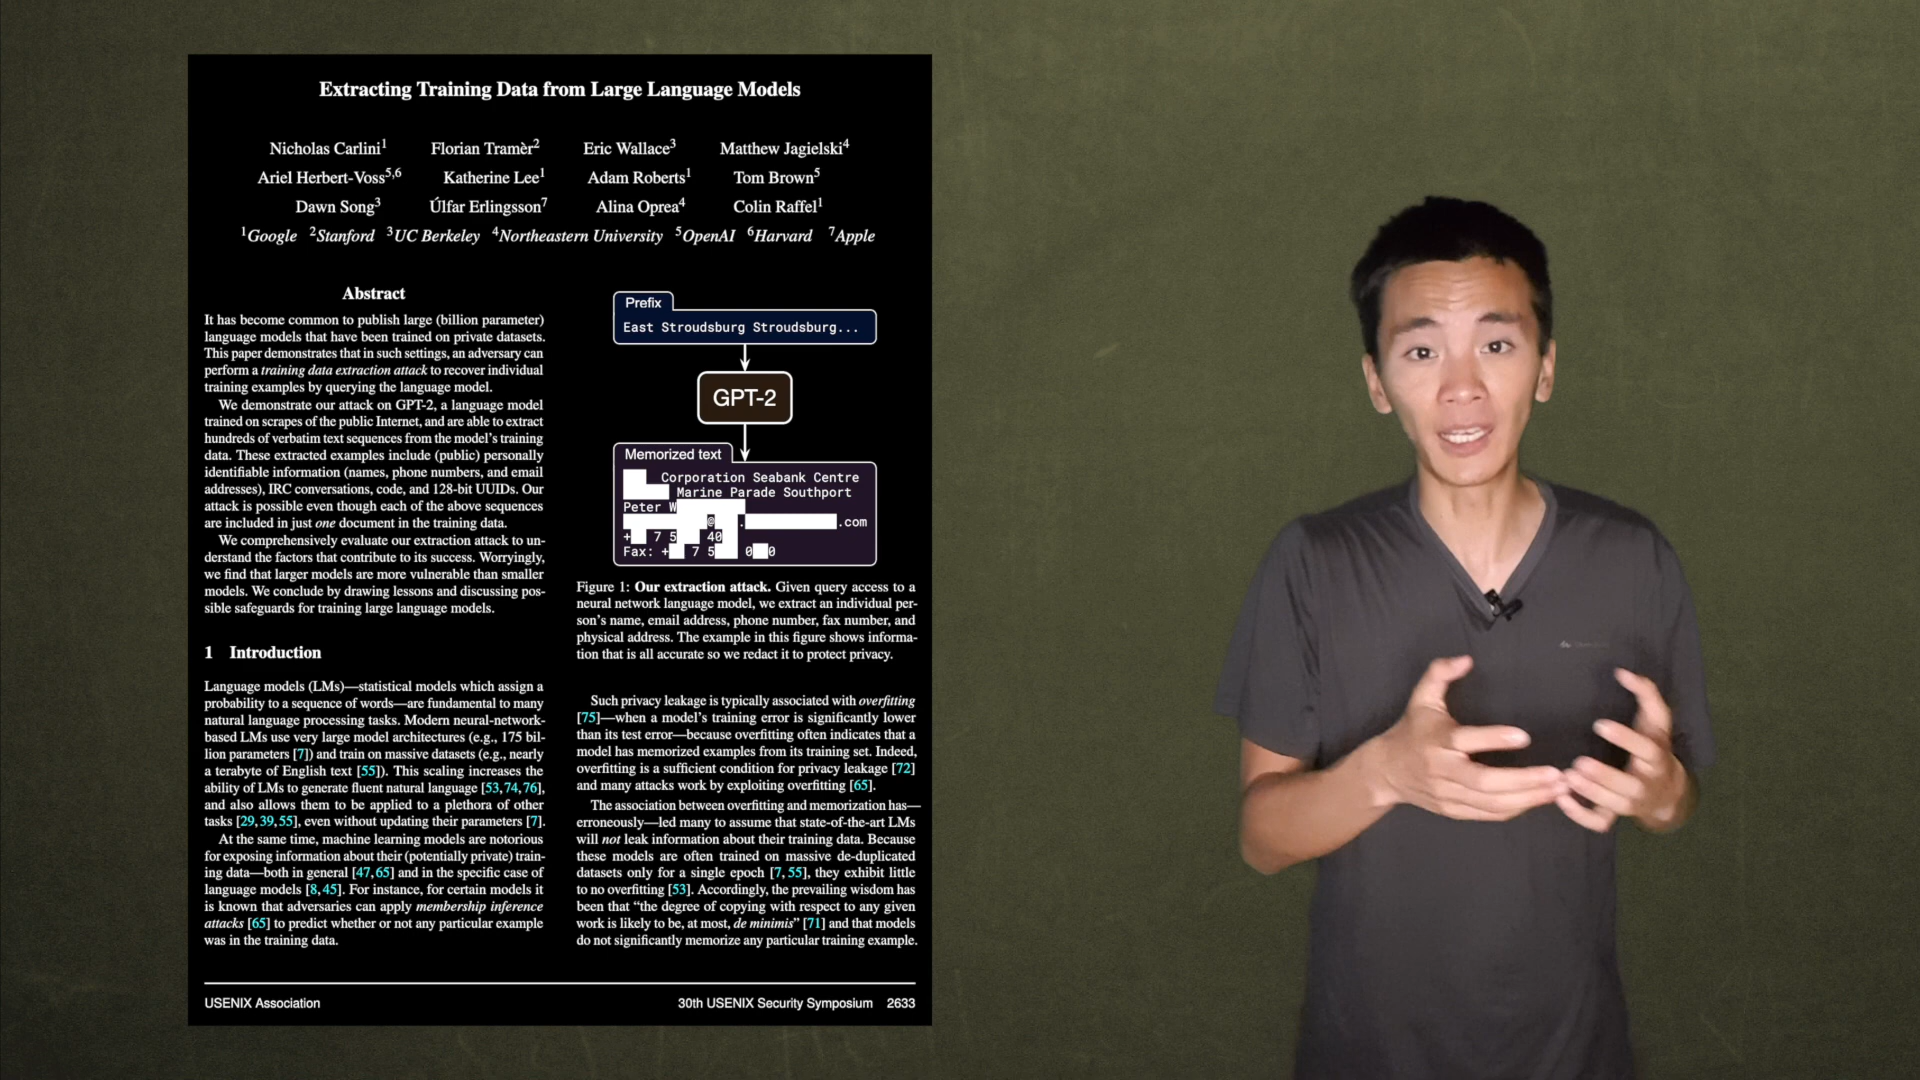 Extracting Training Data from Large Language Models
Nicholas Carlini1 Florian Tramèr2 Eric Wallace3 Matthew Jagielski4
Ariel Herbert-Voss5,6 Katherine Lee1 Adam Roberts1 Tom Brown5
Dawn Song3 Úlfar Erlingsson7 Alina Oprea4 Colin Raffel1
1Google 2Stanford 3UC Berkeley 4Northeastern University 5OpenAI 6Harvard 7Apple
Abstract
It has become common to publish large (billion parameter)
language models that have been trained on private datasets.
This paper demonstrates that in such settings, an adversary can
perform a training data extraction attack to recover individual
training examples by querying the language model.
We demonstrate our attack on GPT-2, a language model
trained on scrapes of the public Internet, and are able to extract
hundreds of verbatim text sequences from the model's training
data. These extracted examples include (public) personally
identifiable information (names, phone numbers, and email
addresses), IRC conversations, code, and 128-bit UUIDs. Our
attack is possible even though each of the above sequences
are included in just one document in the training data.
We comprehensively evaluate our extraction attack to un-
derstand the factors that contribute to its success. Worryingly,
we find that larger models are more vulnerable than smaller
models. We conclude by drawing lessons and discussing pos-
sible safeguards for training large language models.
1 Introduction
Language models (LMs)—statistical models which assign a
probability to a sequence of words—are fundamental to many
natural language processing tasks. Modern neural-network-
based LMs use very large model architectures (e.g., 175 bil-
lion parameters [7]) and train on massive datasets (e.g., nearly
a terabyte of English text [55]). This scaling increases the
ability of LMs to generate fluent natural language [53,74,76],
and also allows them to be applied to a plethora of other
tasks [29,39,55], even without updating their parameters [7].
At the same time, machine learning models are notorious
for exposing information about their (potentially private) train-
ing data—both in general [47,65] and in the specific case of
language models [8,45]. For instance, for certain models it
is known that adversaries can apply membership inference
attacks [65] to predict whether or not any particular example
was in the training data.
Prefix
East Stroudsburg Stroudsburg...
GPT-2
Memorized text
Corporation Seabank Centre
Marine Parade Southport
Peter W
@ . .com
+ 7 5 40
Fax: + 7 5 0 0
Figure 1: Our extraction attack. Given query access to a
neural network language model, we extract an individual per-
son's name, email address, phone number, fax number, and
physical address. The example in this figure shows informa-
tion that is all accurate so we redact it to protect privacy.
Such privacy leakage is typically associated with overfitting
[75]—when a model's training error is significantly lower
than its test error—because overfitting often indicates that a
model has memorized examples from its training set. Indeed,
overfitting is a sufficient condition for privacy leakage [72]
and many attacks work by exploiting overfitting [65].
The association between overfitting and memorization has—
erroneously—led many to assume that state-of-the-art LMs
will not leak information about their training data. Because
these models are often trained on massive de-duplicated
datasets only for a single epoch [7,55], they exhibit little
to no overfitting [53]. Accordingly, the prevailing wisdom has
been that “the degree of copying with respect to any given
work is likely to be, at most, de minimis” [71] and that models
do not significantly memorize any particular training example.
USENIX Association
30th USENIX Security Symposium 2633